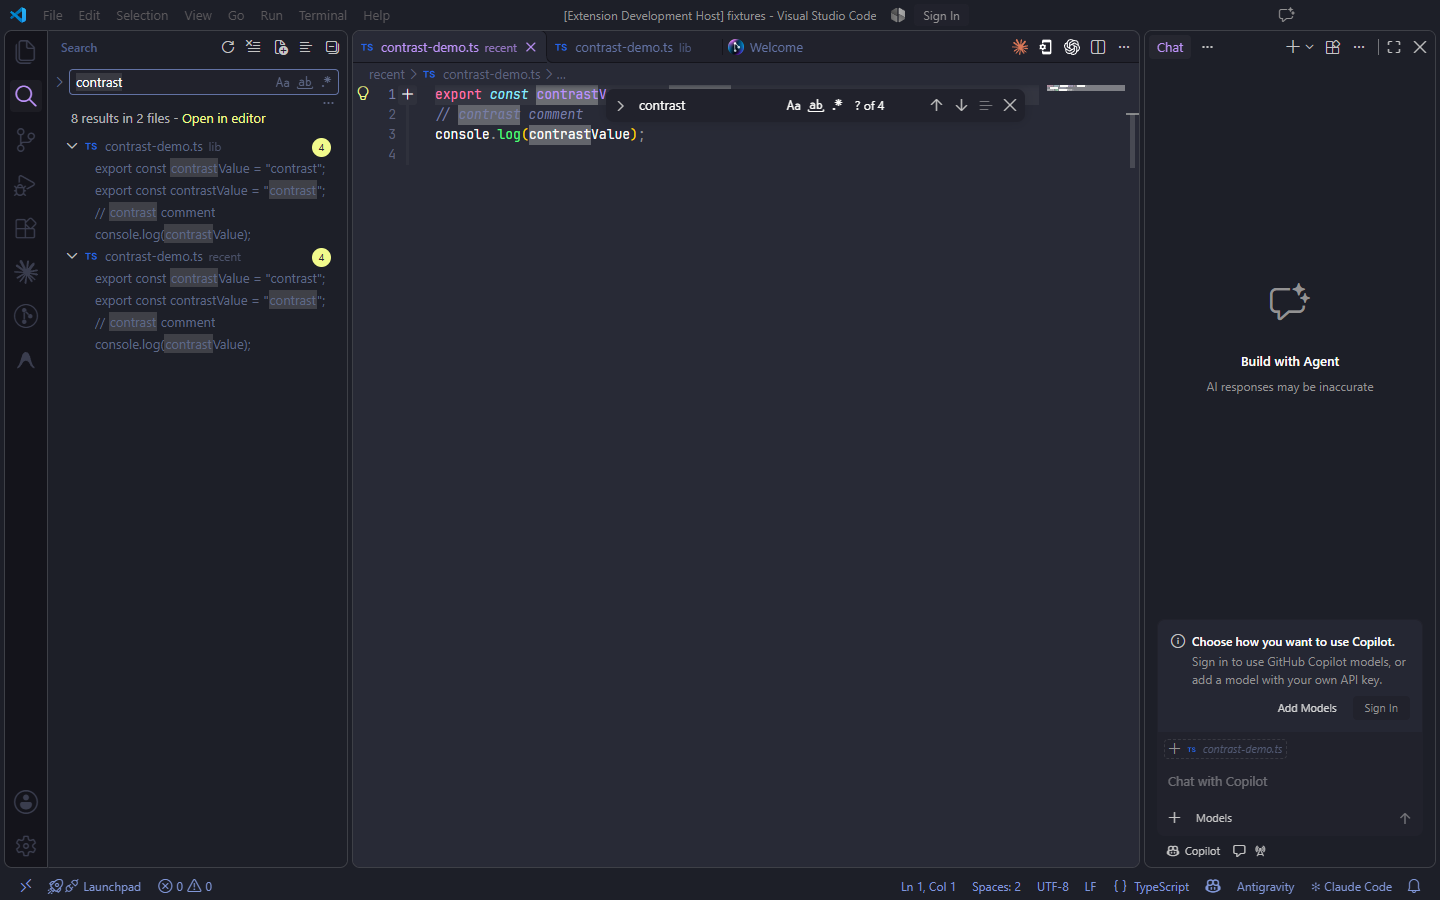 File Edit Selection View Go Run Terminal Help
[Extension Development Host] fixtures - Visual Studio Code
Sign In
Search
contrast
Aa ab .*
8 results in 2 files - Open in editor
TS contrast-demo.ts lib 4
export const contrastValue = "contrast";
export const contrastValue = "contrast";
// contrast comment
console.log(contrastValue);
TS contrast-demo.ts recent 4
export const contrastValue = "contrast";
export const contrastValue = "contrast";
// contrast comment
console.log(contrastValue);
TS contrast-demo.ts recent
TS contrast-demo.ts lib
Welcome
recent > TS contrast-demo.ts > ...
1 export const contrastV
2 // contrast comment
3 console.log(contrastValue);
4
contrast
Aa ab .* ? of 4
Chat
Build with Agent
AI responses may be inaccurate
Choose how you want to use Copilot.
Sign in to use GitHub Copilot models, or
add a model with your own API key.
Add Models Sign In
TS contrast-demo.ts
Chat with Copilot
Models
Copilot
Launchpad 0 0
Ln 1, Col 1 Spaces: 2 UTF-8 LF { } TypeScript Antigravity Claude Code